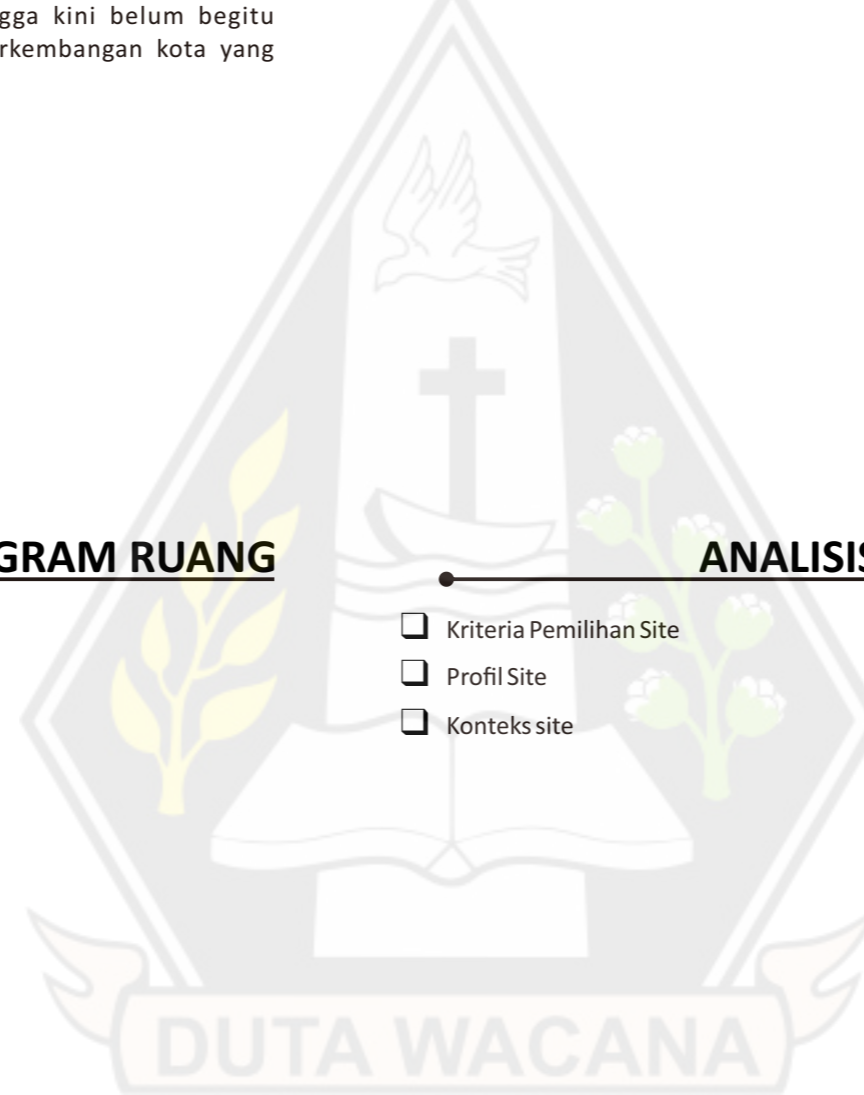 gga kini belum begitu
rkembangan kota yang
GRAM RUANG
ANALISIS
Kriteria Pemilihan Site
Profil Site
Konteks site
DUTA WACANA